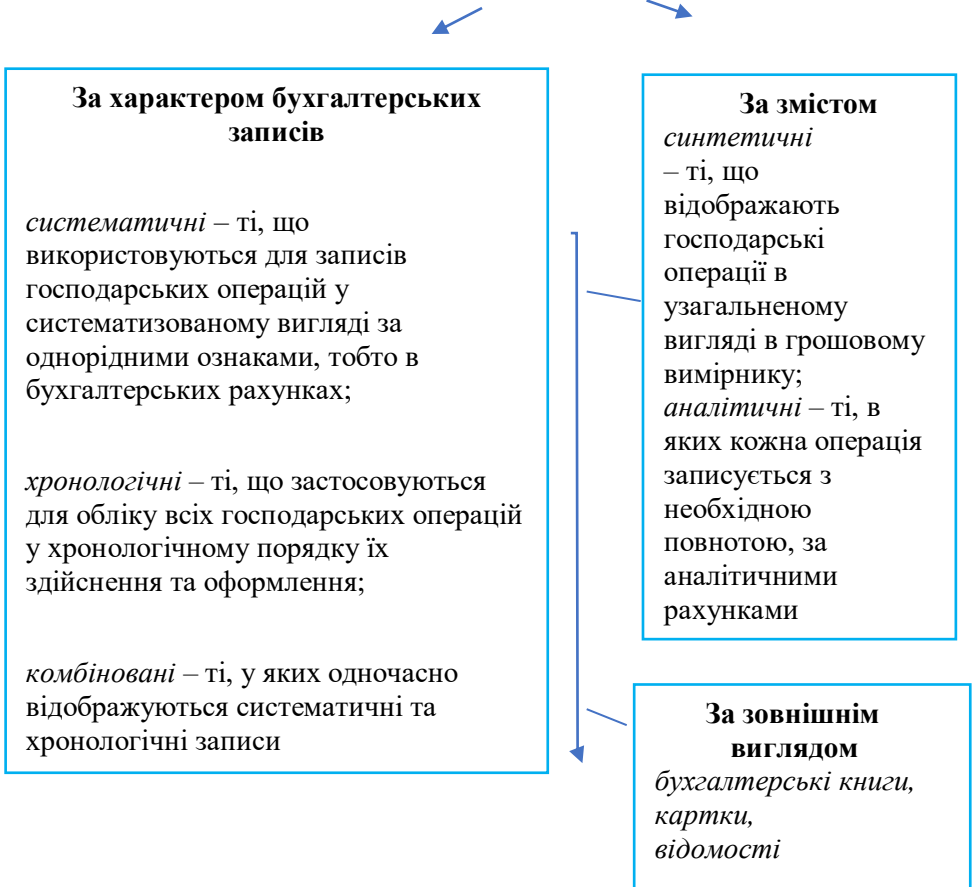 За характером бухгалтерських
записів
систематичні – ті, що
використовуються для записів
господарських операцій у
систематизованому вигляді за
однорідними ознаками, тобто в
бухгалтерських рахунках;
хронологічні – ті, що застосовуються
для обліку всіх господарських операцій
у хронологічному порядку їх
здійснення та оформлення;
комбіновані – ті, у яких одночасно
відображуються систематичні та
хронологічні записи
За змістом
синтетичні
– ті, що
відображають
господарські
операції в
узагальненому
вигляді в грошовому
вимірнику;
аналітичні – ті, в
яких кожна операція
записується з
необхідною
повнотою, за
аналітичними
рахунками
За зовнішнім
виглядом
бухгалтерські книги,
картки,
відомості